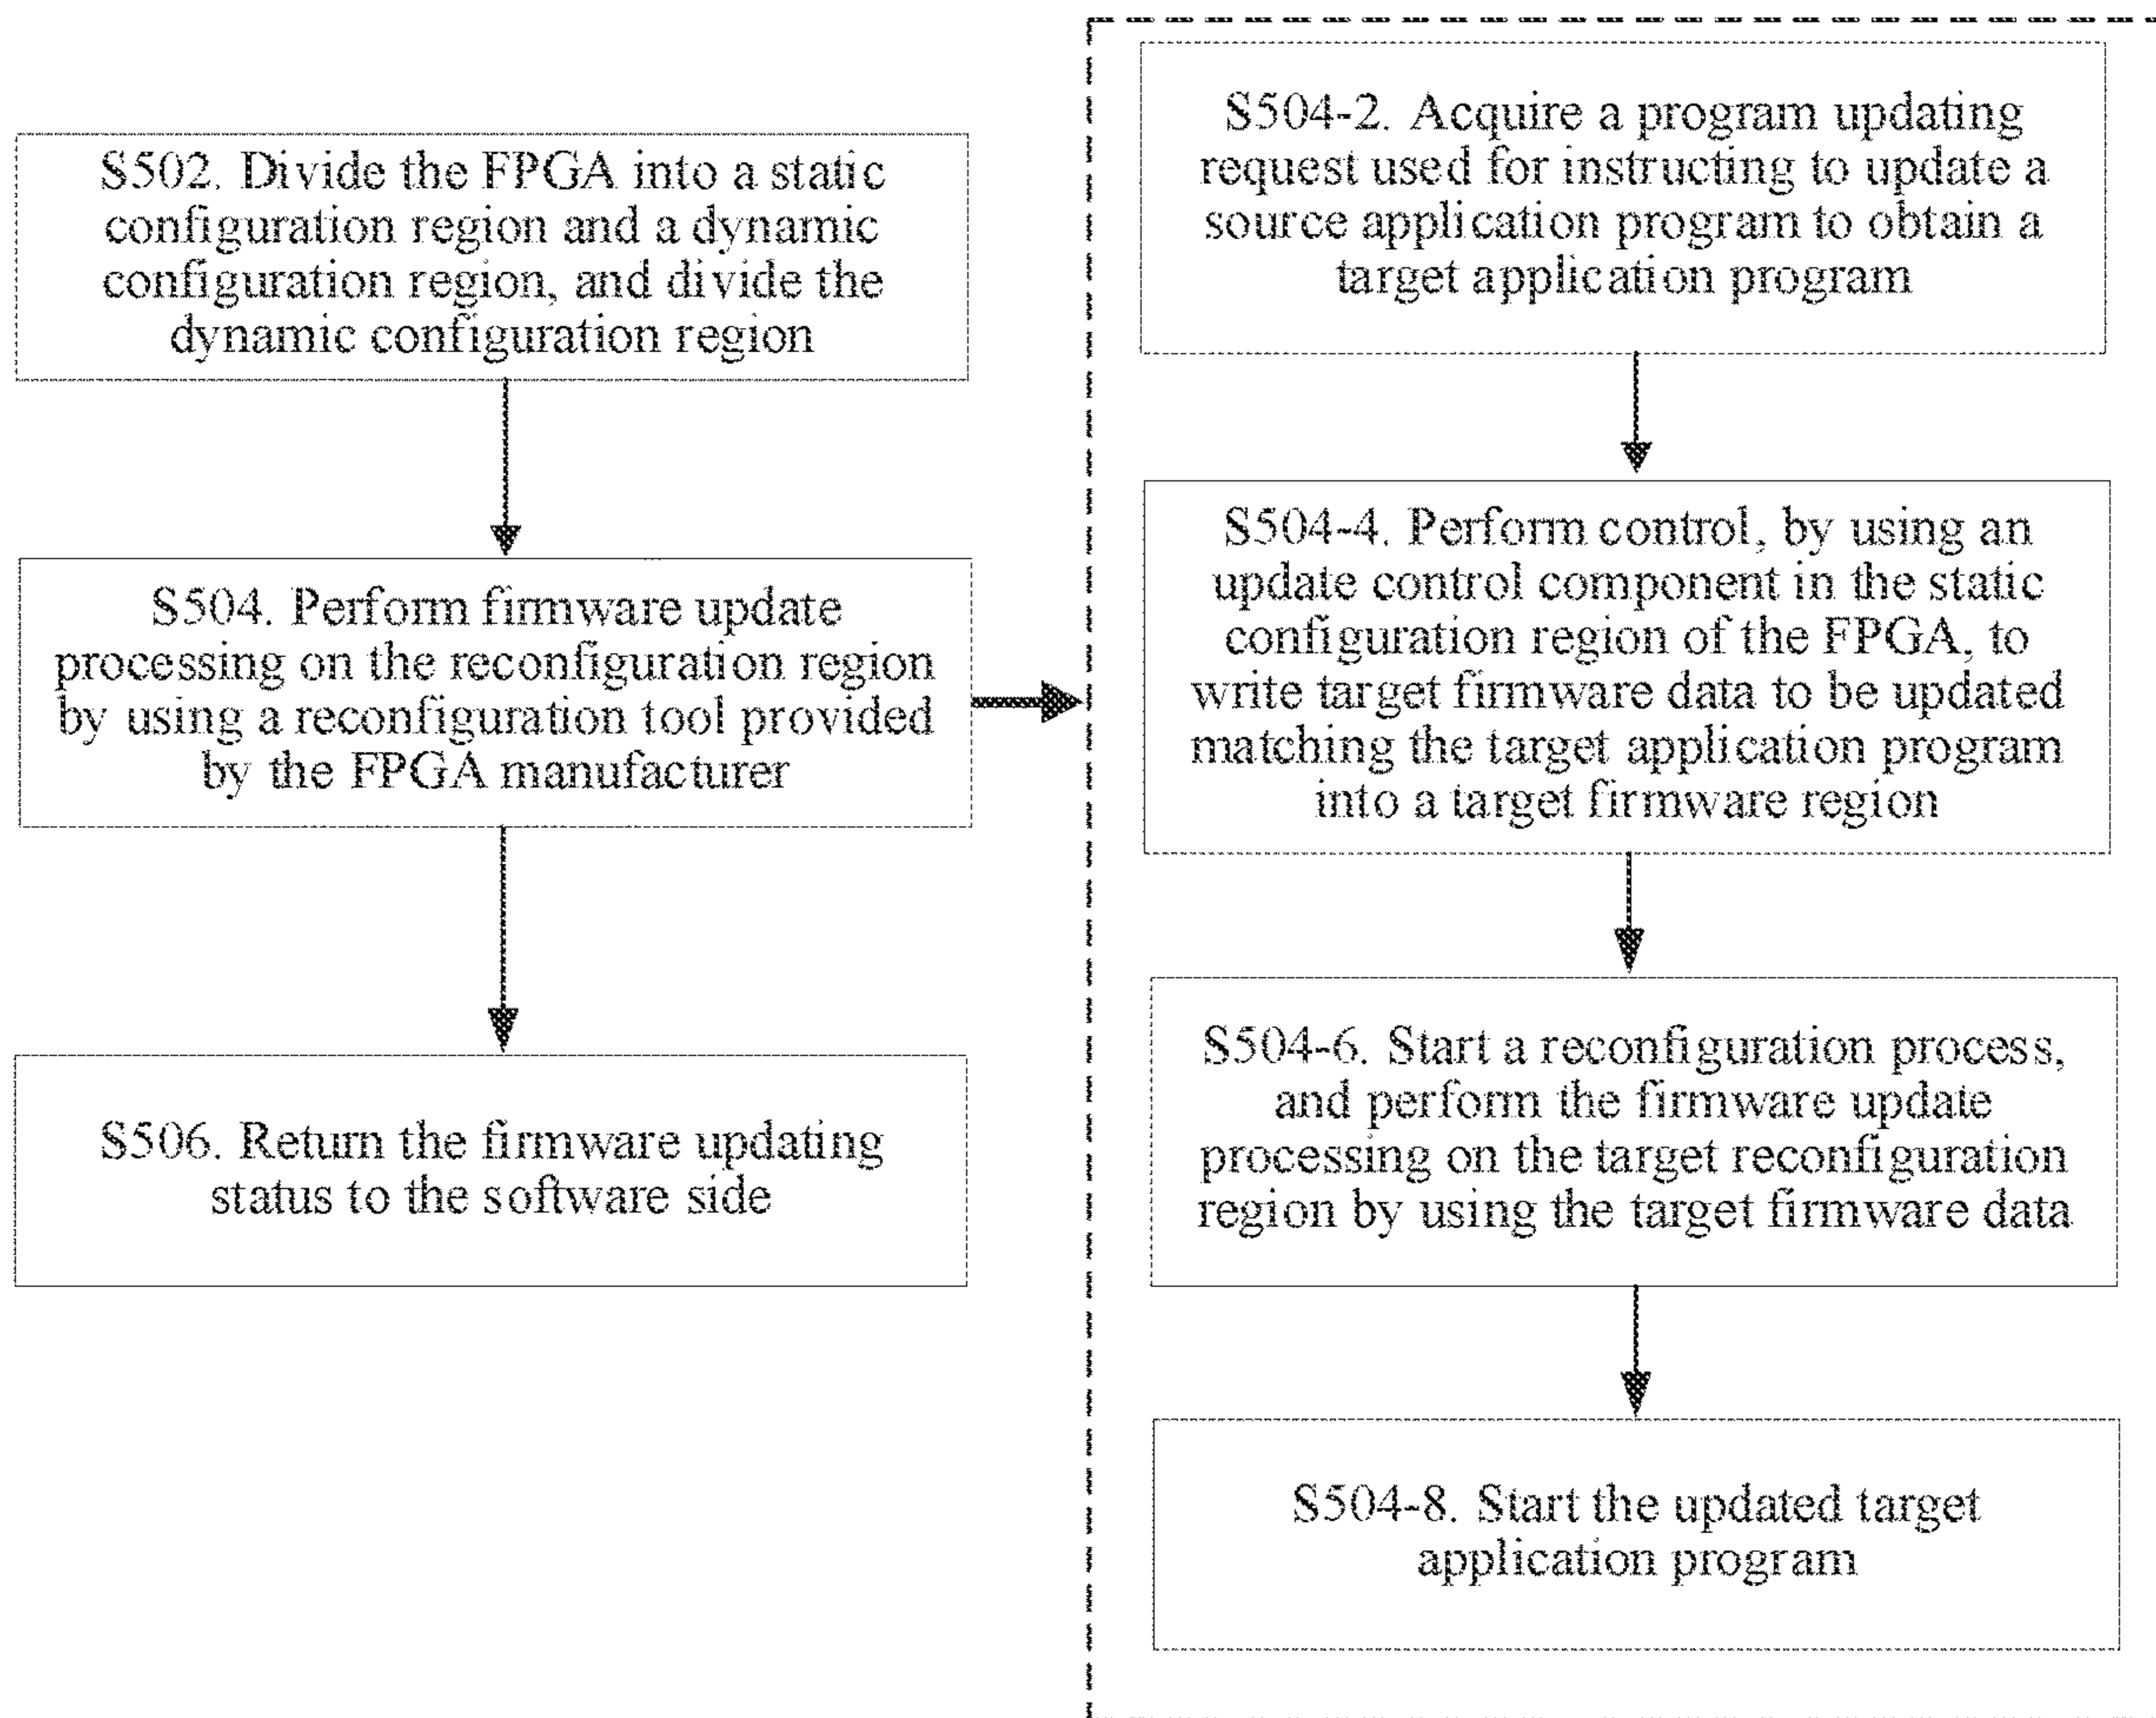 S502. Divide the FPGA into a static
configuration region and a dynamic
configuration region, and divide the
dynamic configuration region
S504. Perform firmware update
processing on the reconfiguration region
by using a reconfiguration tool provided
by the FPGA manufacturer
S506. Return the firmware updating
status to the software side
S504-2. Acquire a program updating
request used for instructing to update a
source application program to obtain a
target application program
S504-4. Perform control, by using an
update control component in the static
configuration region of the FPGA, to
write target firmware data to be updated
matching the target application program
into a target firmware region
S504-6. Start a reconfiguration process,
and perform the firmware update
processing on the target reconfiguration
region by using the target firmware data
S504-8. Start the updated target
application program